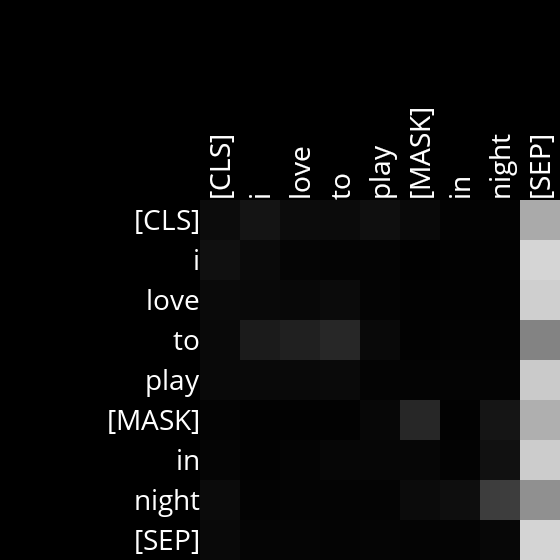 [CLS] i love to play [MASK] in night [SEP]
[CLS]
i
love
to
play
[MASK]
in
night
[SEP]